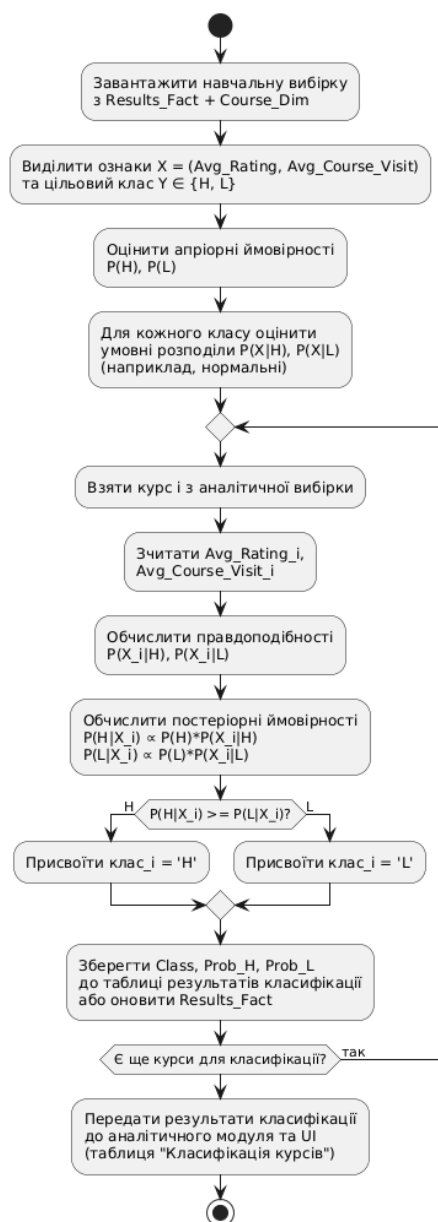 Завантажити навчальну вибірку
з Results_Fact + Course_Dim
Виділити ознаки X = (Avg_Rating, Avg_Course_Visit)
та цільовий клас Y ∈ {H, L}
Оцінити апріорні ймовірності
P(H), P(L)
Для кожного класу оцінити
умовні розподіли P(X|H), P(X|L)
(наприклад, нормальні)
Взяти курс i з аналітичної вибірки
Зчитати Avg_Rating_i,
Avg_Course_Visit_i
Обчислити правдоподібності
P(X_i|H), P(X_i|L)
Обчислити постеріорні ймовірності
P(H|X_i) ∝ P(H)*P(X_i|H)
P(L|X_i) ∝ P(L)*P(X_i|L)
H
P(H|X_i) >= P(L|X_i)?
L
Присвоїти клас_i = 'H'
Присвоїти клас_i = 'L'
Зберегти Class, Prob_H, Prob_L
до таблиці результатів класифікації
або оновити Results_Fact
Є ще курси для класифікації?
так
Передати результати класифікації
до аналітичного модуля та UI
(таблиця "Класифікація курсів")